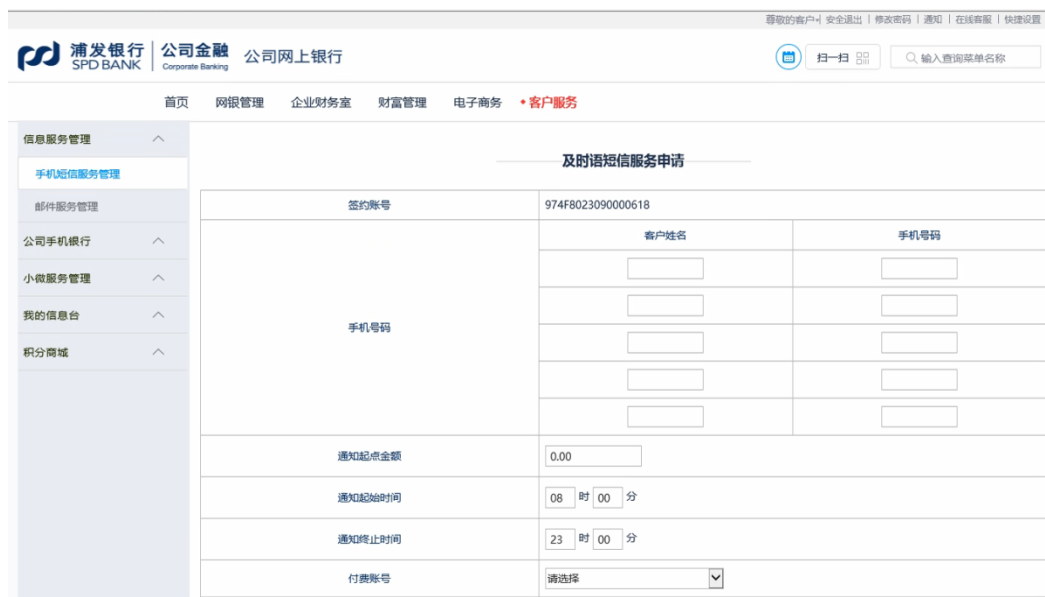 尊敬的客户 安全退出 | 修改密码 | 通知 | 在线客服 | 快捷设置
浦发银行 公司金融 公司网上银行
SPD BANK Corporate Banking
扫一扫 输入查询菜单名称
首页 网银管理 企业财务室 财富管理 电子商务 客户服务
信息服务管理
手机短信服务管理
邮件服务管理
公司手机银行
小微服务管理
我的信息台
积分商城
及时语短信服务申请
签约账号 974F8023090000618
手机号码
客户姓名 手机号码
通知起点金额 0.00
通知起始时间 08 时 00 分
通知终止时间 23 时 00 分
付费账号 请选择